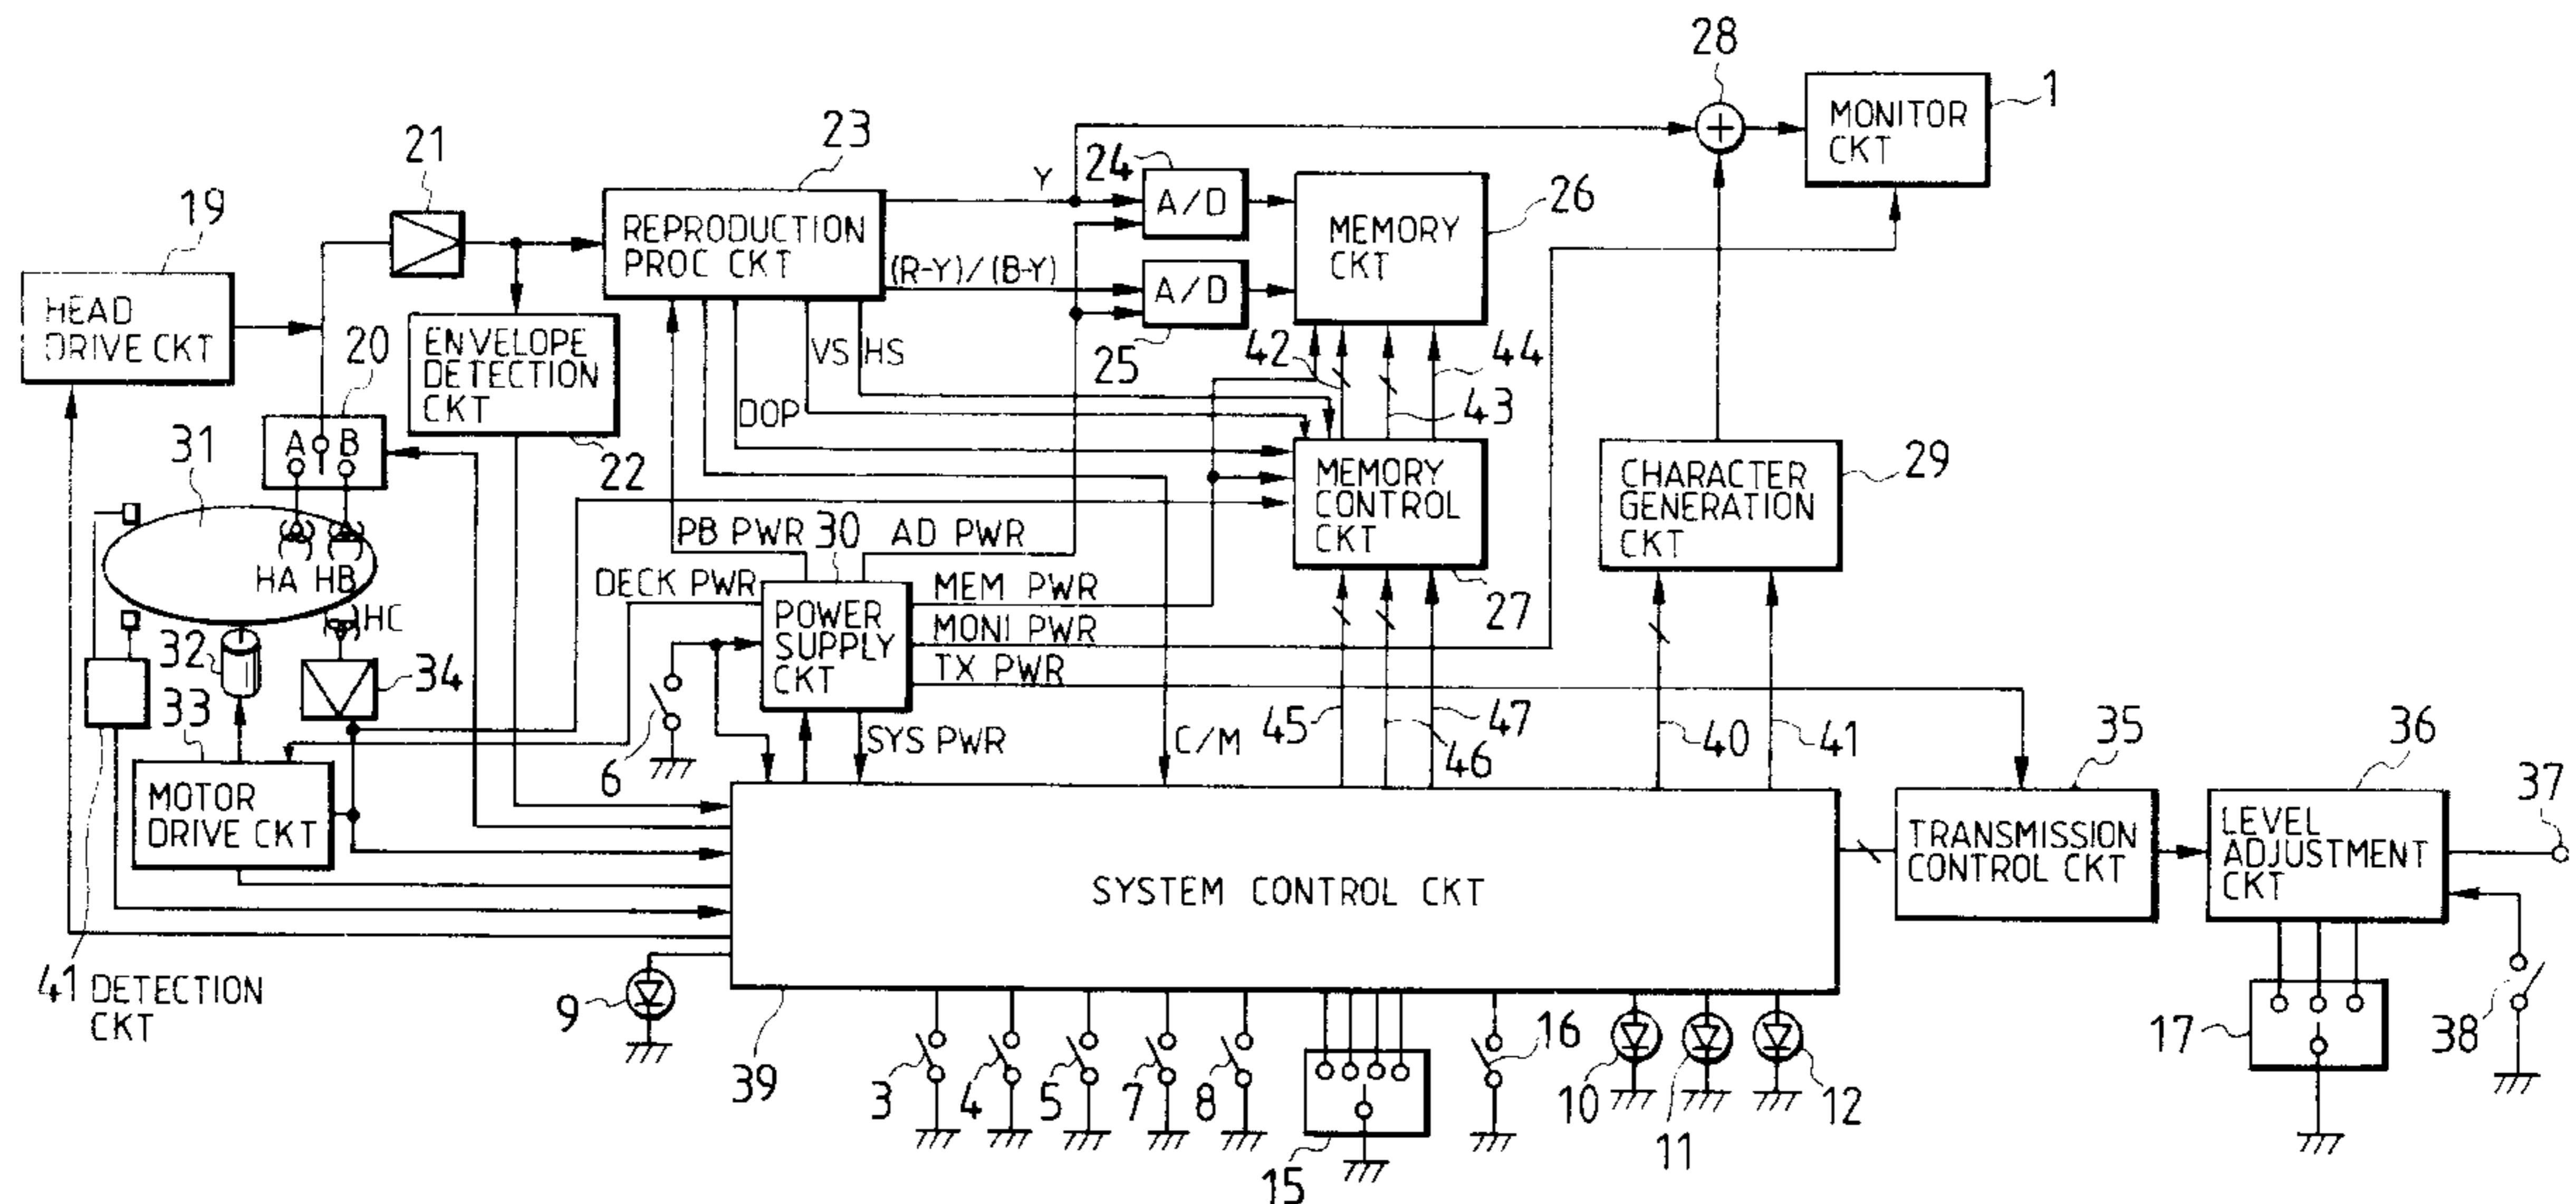 28
1
MONITOR
CKT
21
23
24
Y
A/D
26
MEMORY
CKT
19
HEAD
DRIVE CKT
REPRODUCTION
PROC CKT
(R-Y)/(B-Y)
A/D
25
20
A B
ENVELOPE
DETECTION
CKT
22
VS HS
DOP
42
43
44
31
HA HB
HC
MEMORY
CONTROL
CKT
27
CHARACTER
GENERATION
CKT
29
PB PWR
30
AD PWR
DECK PWR
POWER
SUPPLY
CKT
MEM PWR
MONI PWR
TX PWR
32
33
34
6
SYS PWR
C/M
45
46
47
40
41
35
36
37
MOTOR
DRIVE CKT
SYSTEM CONTROL CKT
TRANSMISSION
CONTROL CKT
LEVEL
ADJUSTMENT
CKT
41 DETECTION
CKT
9
39
3
4
5
7
8
15
16
10
11
12
17
38